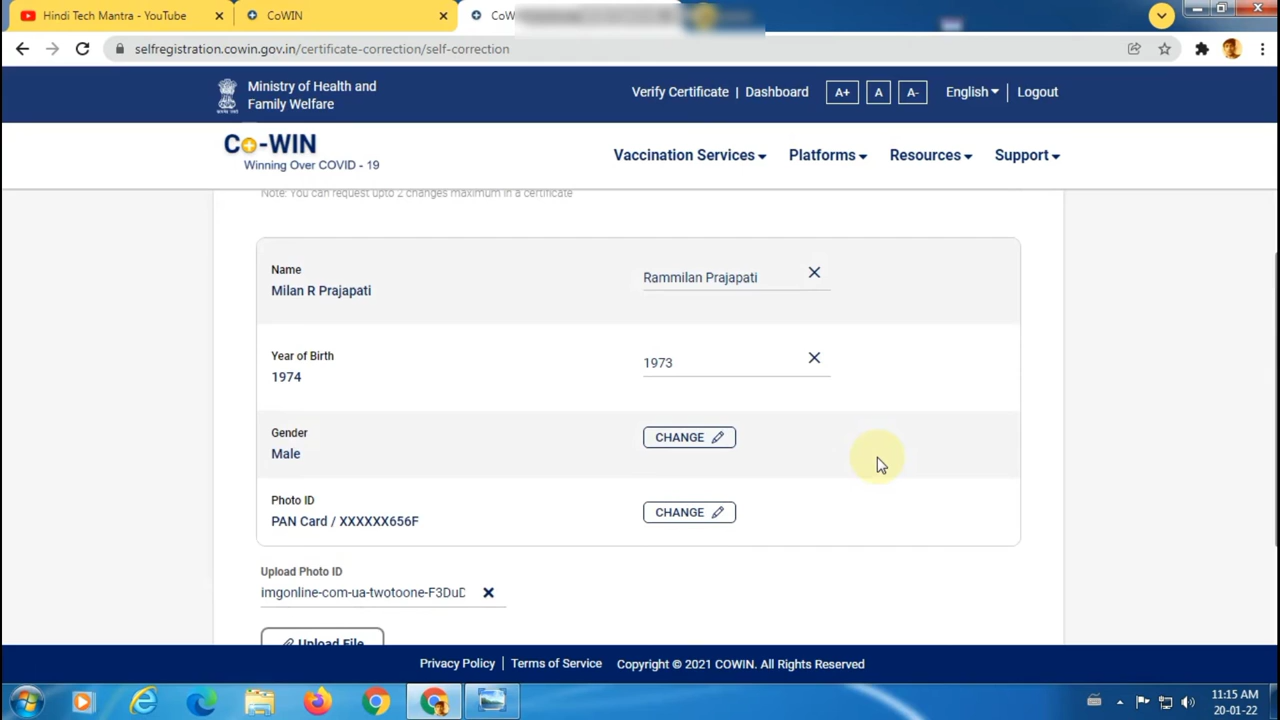 Hindi Tech Mantra - YouTube
CoWIN
selfregistration.cowin.gov.in/certificate-correction/self-correction
Ministry of Health and
Family Welfare
Verify Certificate | Dashboard A+ A A- English | Logout
Co-WIN
Winning Over COVID - 19
Vaccination Services Platforms Resources Support
Note: You can request upto 2 changes maximum in a certificate
Name
Milan R Prajapati
Rammilan Prajapati
Year of Birth
1974
1973
Gender
Male
CHANGE
Photo ID
PAN Card / XXXXXX656F
CHANGE
Upload Photo ID
imgonline-com-ua-twotoone-F3DuD
Upload File
Privacy Policy | Terms of Service Copyright © 2021 COWIN. All Rights Reserved
11:15 AM
20-01-22